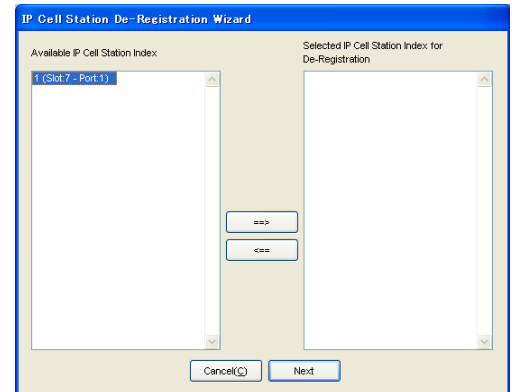 IP Cell Station De-Registration Wizard
Available IP Cell Station Index
Selected IP Cell Station Index for
De-Registration
1 (Slot:7 - Port:1)
==>
<==
Cancel(C)
Next